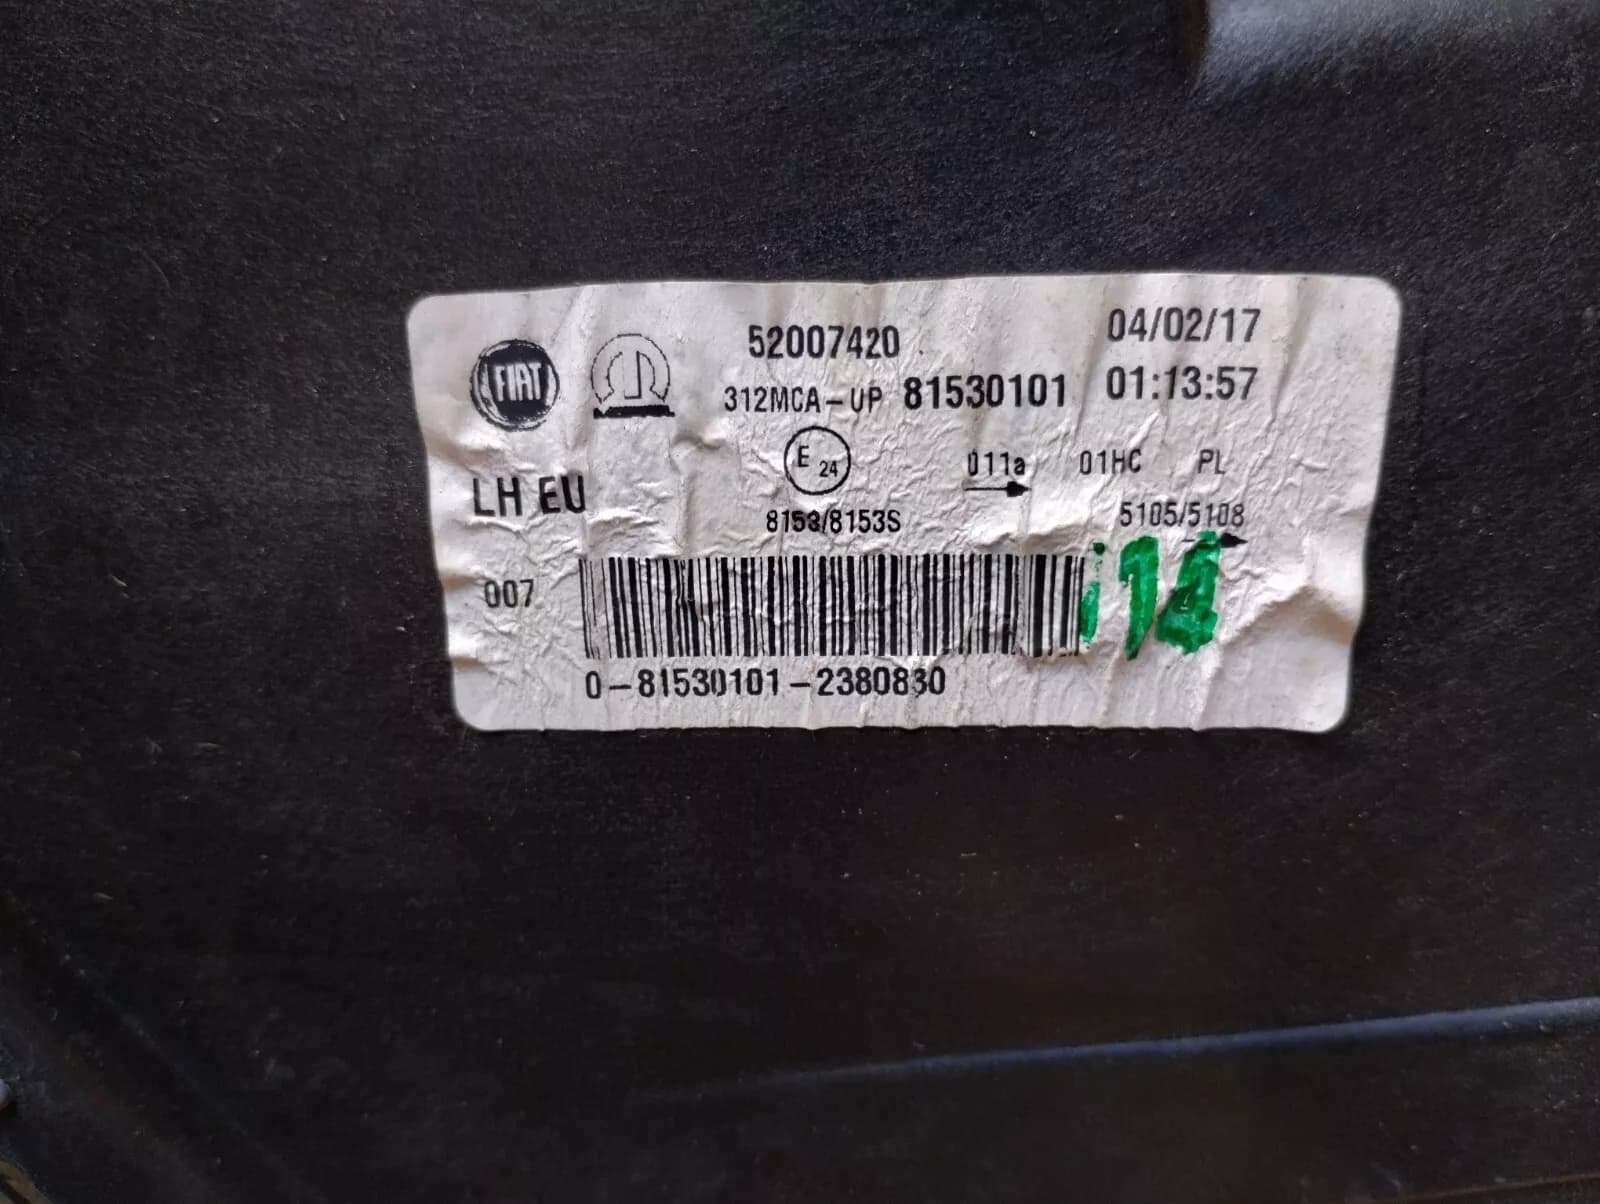 FIAT
52007420
04/02/17
312MCA-UP 81530101
01:13:57
E 24
011a 01HC PL
LH EU
8153/8153S
5105/5108
007
i14
0-81530101-2380830